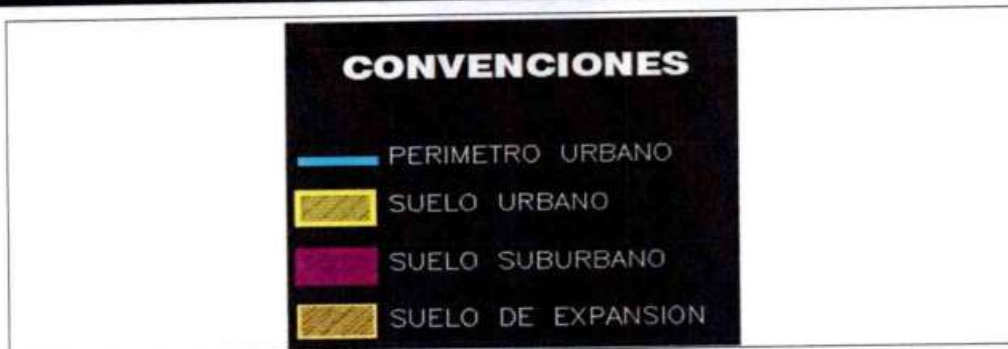 CONVENCIONES
PERIMETRO URBANO
SUELO URBANO
SUELO SUBURBANO
SUELO DE EXPANSION